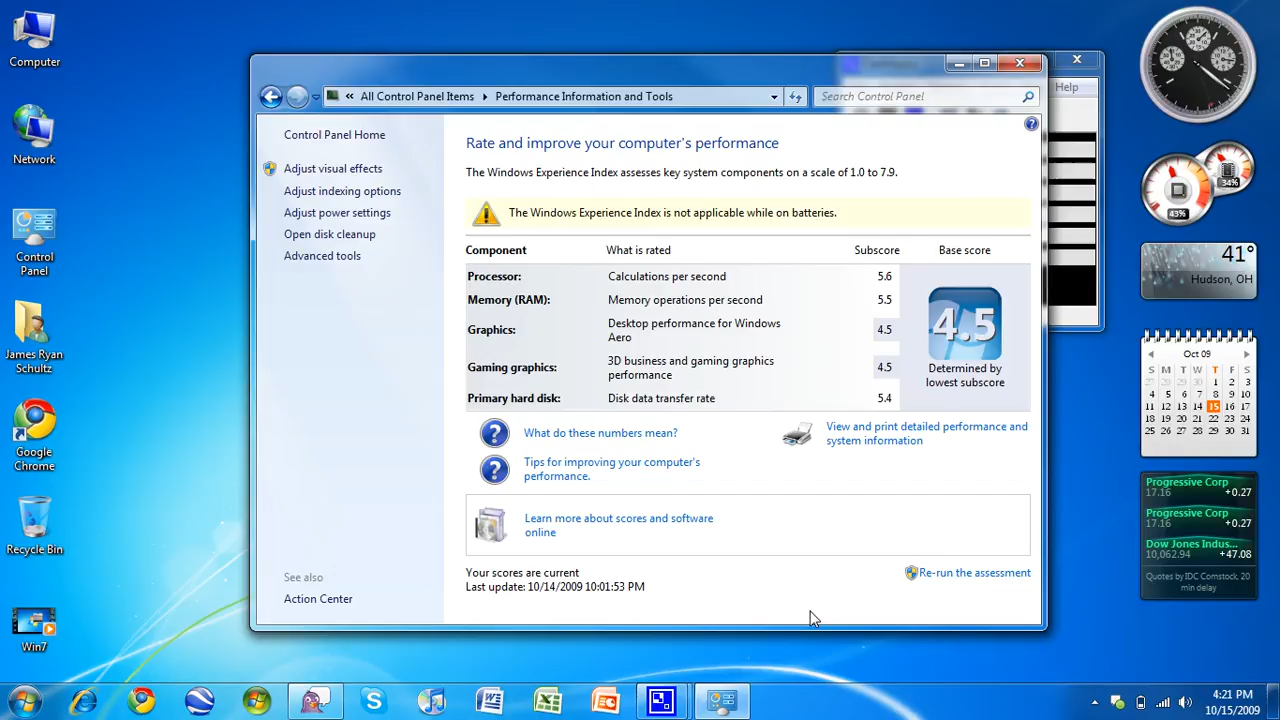 Computer
Network
Control
Panel
James Ryan
Schultz
Google
Chrome
Recycle Bin
Win7
All Control Panel Items
Performance Information and Tools
Search Control Panel
Help
Control Panel Home
Adjust visual effects
Adjust indexing options
Adjust power settings
Open disk cleanup
Advanced tools
See also
Action Center
Rate and improve your computer's performance
The Windows Experience Index assesses key system components on a scale of 1.0 to 7.9.
The Windows Experience Index is not applicable while on batteries.
Component What is rated Subscore Base score
Processor: Calculations per second 5.6
Memory (RAM): Memory operations per second 5.5
Graphics: Desktop performance for Windows
Aero 4.5
Gaming graphics: 3D business and gaming graphics
performance 4.5
Primary hard disk: Disk data transfer rate 5.4
4.5
Determined by
lowest subscore
What do these numbers mean?
Tips for improving your computer's
performance.
View and print detailed performance and
system information
Learn more about scores and software
online
Your scores are current
Last update: 10/14/2009 10:01:53 PM
Re-run the assessment
34%
43%
41°
Hudson, OH
Oct 09
S M T W T F S
27 28 29 30 1 2 3
4 5 6 7 8 9 10
11 12 13 14 15 16 17
18 19 20 21 22 23 24
25 26 27 28 29 30 31
Progressive Corp
17.16 +0.27
Progressive Corp
17.16 +0.27
Dow Jones Indus...
10,062.94 +47.08
Quotes by IDC Comstock, 20
min delay
4:21 PM
10/15/2009